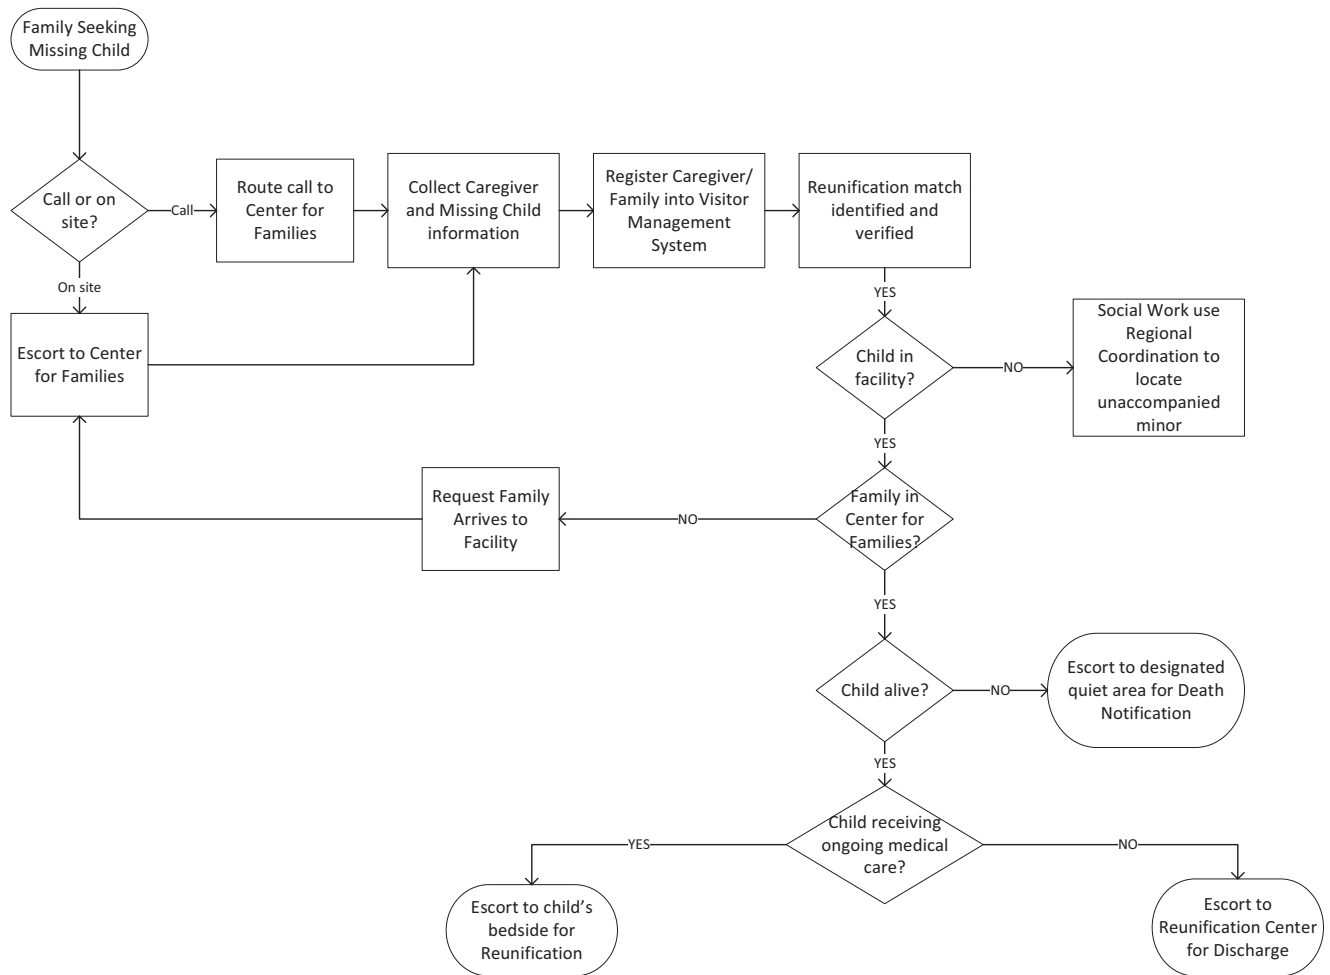 Family Seeking
Missing Child
Call or on
site?
Call
Route call to
Center for
Families
Collect Caregiver
and Missing Child
information
Register Caregiver/
Family into Visitor
Management
System
Reunification match
identified and
verified
On site
Escort to Center
for Families
YES
Child in
facility?
NO
Social Work use
Regional
Coordination to
locate
unaccompanied
minor
YES
Family in
Center for
Families?
NO
Request Family
Arrives to
Facility
YES
Child alive?
NO
Escort to designated
quiet area for Death
Notification
YES
Child receiving
ongoing medical
care?
YES
NO
Escort to child’s
bedside for
Reunification
Escort to
Reunification Center
for Discharge